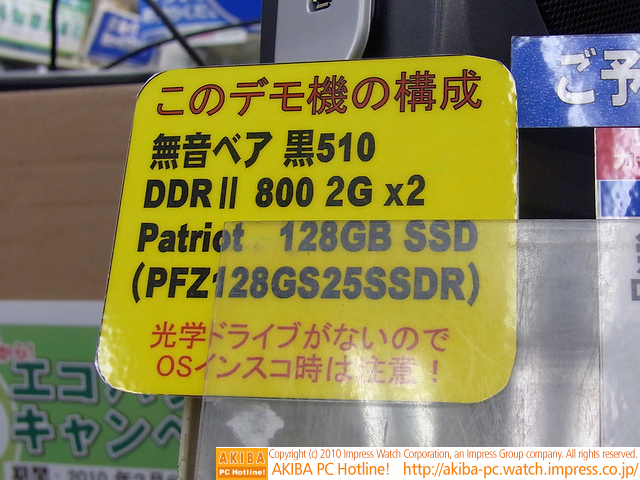 このデモ機の構成
無音ベア 黒510
DDRⅡ 800 2G x2
Patriot 128GB SSD
(PFZ128GS25SSDR)
光学ドライブがないので
OSインスコ時は注意!
ご予
エコ
キャンペ
AKIBA
PC Hotline!
Copyright (c) 2010 Impress Watch Corporation, an Impress Group company. All rights reserved.
AKIBA PC Hotline! http://akiba-pc.watch.impress.co.jp/